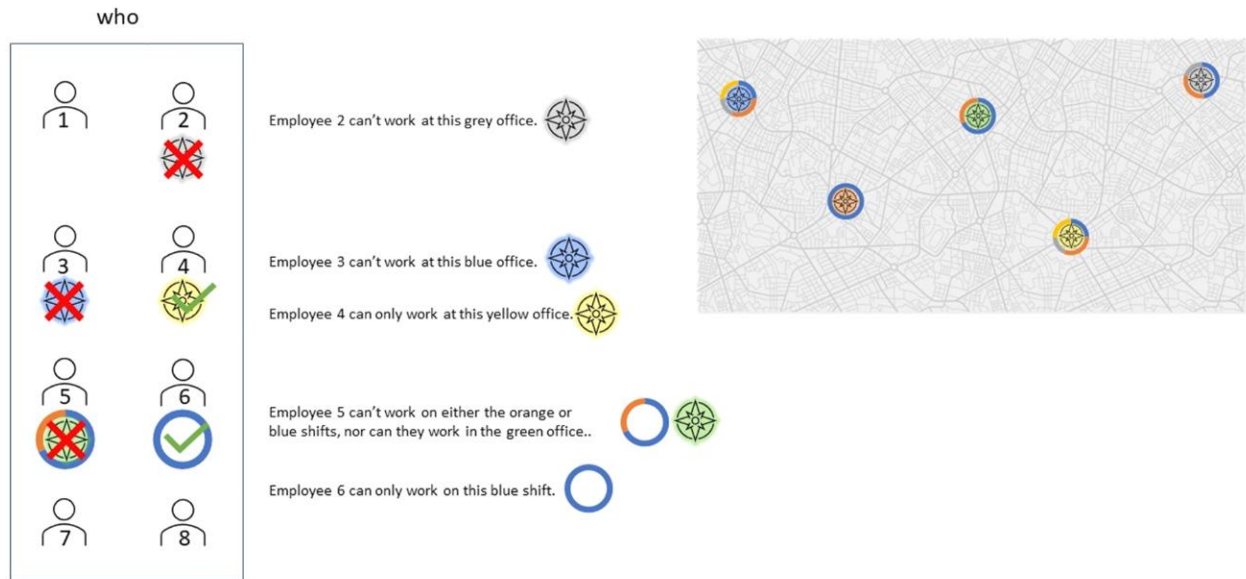 who
1
2
Employee 2 can’t work at this grey office.
3
4
Employee 3 can’t work at this blue office.
Employee 4 can only work at this yellow office.
5
6
Employee 5 can’t work on either the orange or
blue shifts, nor can they work in the green office..
Employee 6 can only work on this blue shift.
7
8